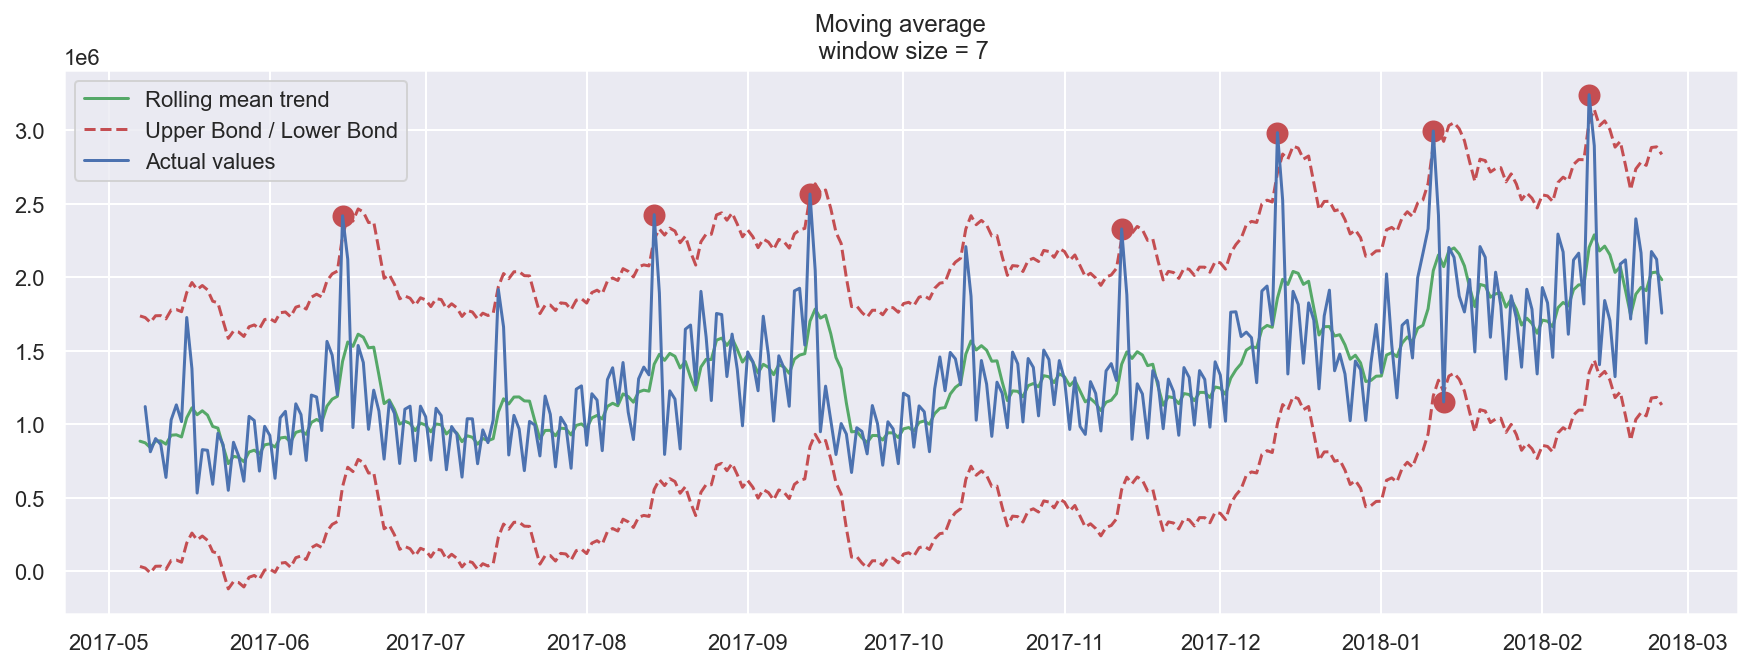 Moving average
window size = 7
1e6
Rolling mean trend
Upper Bond / Lower Bond
Actual values
3.0
2.5
2.0
1.5
1.0
0.5
0.0
2017-05 2017-06 2017-07 2017-08 2017-09 2017-10 2017-11 2017-12 2018-01 2018-02 2018-03